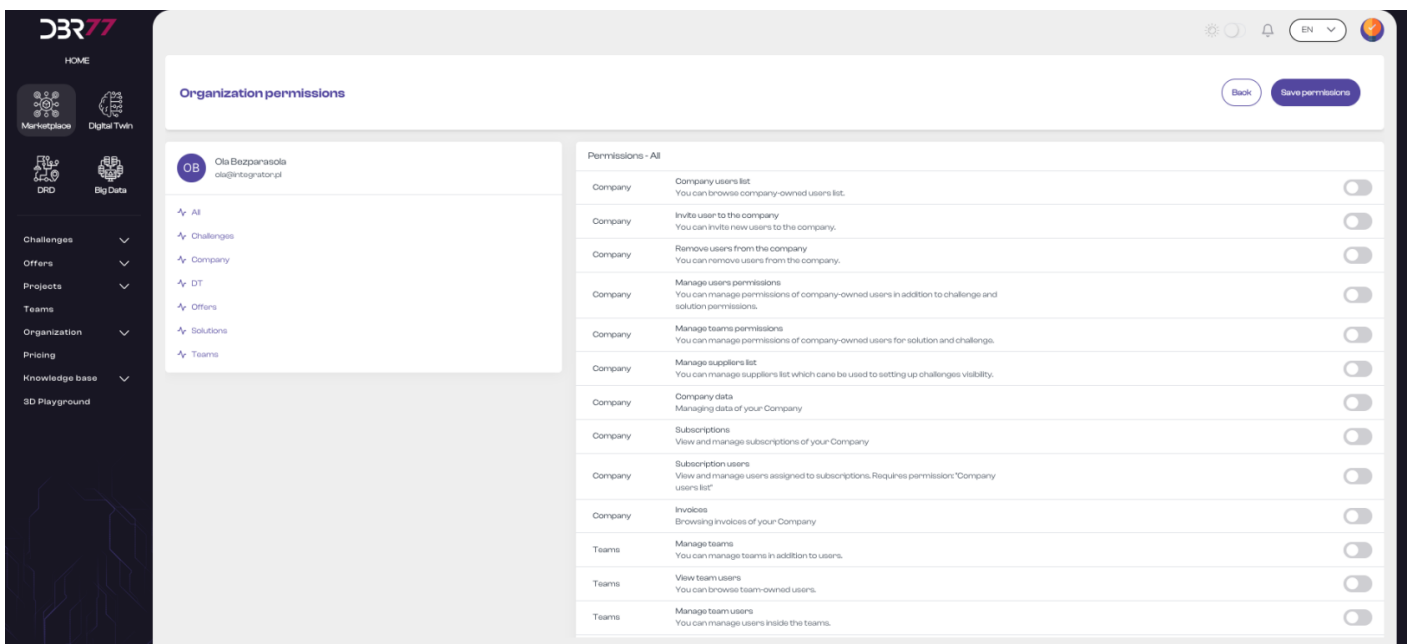 DBR77
HOME
Marketplace
Digital Twin
DRD
Big Data
Challenges
Offers
Projects
Teams
Organization
Pricing
Knowledge base
3D Playground
EN
Organization permissions
Back
Save permissions
OB
Ola Bezparasola
ola@integrator.pl
All
Challenges
Company
DT
Offers
Solutions
Teams
Permissions - All
Company
Company users list
You can browse company-owned users list.
Company
Invite user to the company
You can invite new users to the company.
Company
Remove users from the company
You can remove users from the company.
Company
Manage users permissions
You can manage permissions of company-owned users in addition to challenge and
solution permissions.
Company
Manage teams permissions
You can manage permissions of company-owned users for solution and challenge.
Company
Manage suppliers list
You can manage suppliers list which cane be used to setting up challenges visibility.
Company
Company data
Managing data of your Company
Company
Subscriptions
View and manage subscriptions of your Company
Company
Subscription users
View and manage users assigned to subscriptions. Requires permission: "Company
users list"
Company
Invoices
Browsing invoices of your Company
Teams
Manage teams
You can manage teams in addition to users.
Teams
View team users
You can browse team-owned users.
Teams
Manage team users
You can manage users inside the teams.